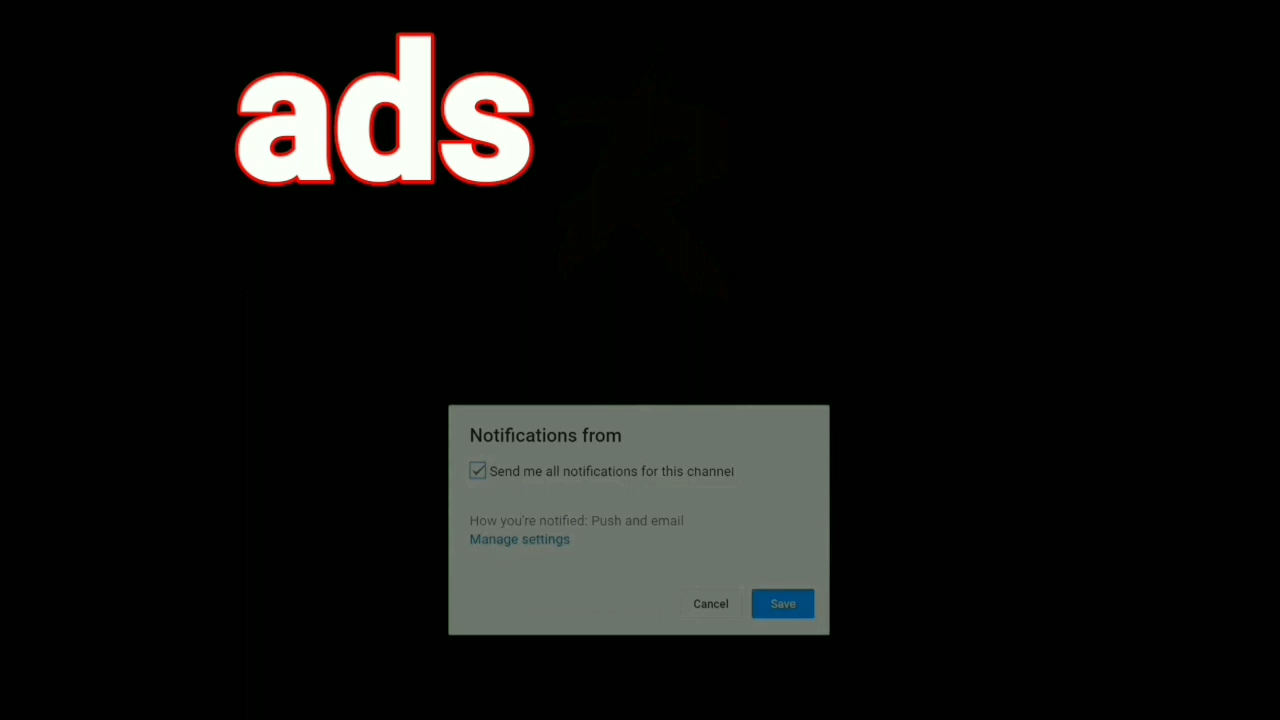 ads
Notifications from
Send me all notifications for this channel
How you're notified: Push and email
Manage settings
Cancel
Save